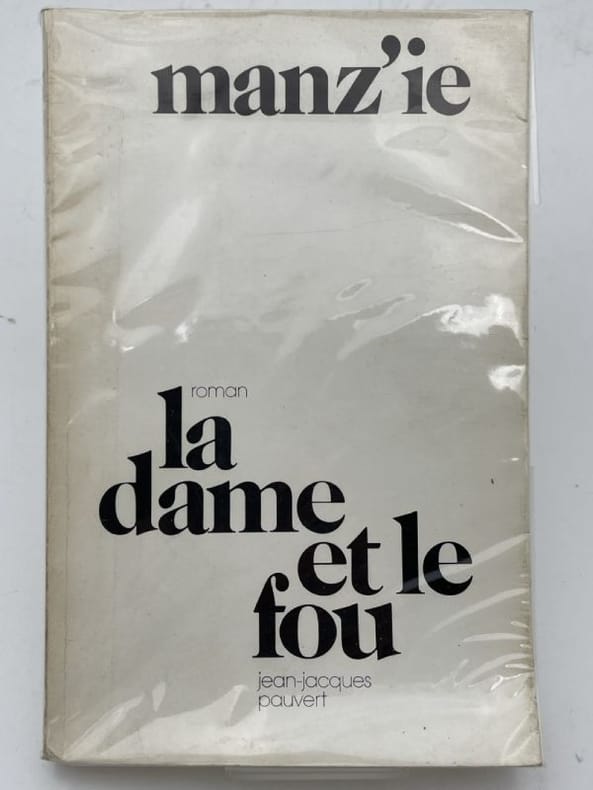 manz'ie
roman
la
dame
et le
fou
jean-jacques
pauvert